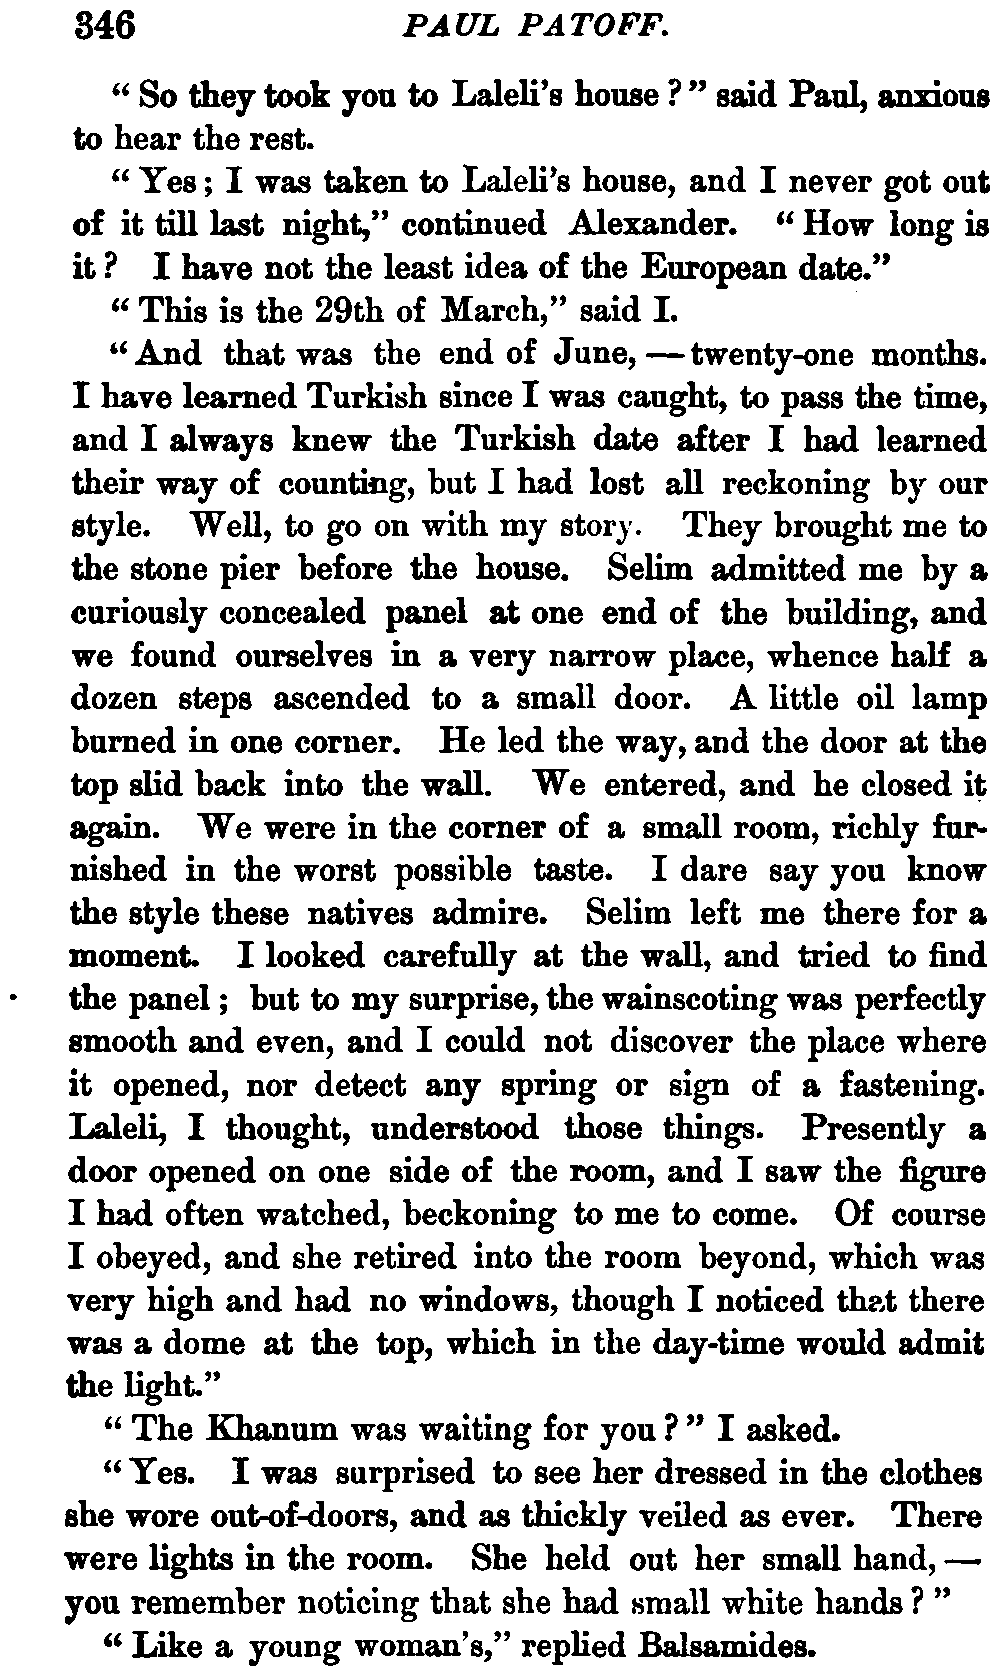 346 PAUL PATOFF.
“ So they took you to Laleli's house ? ” said Paul, anxious
to hear the rest.
“ Yes ; I was taken to Laleli's house, and I never got out
of it till last night,” continued Alexander. “ How long is
it ? I have not the least idea of the European date.”
“ This is the 29th of March,” said I.
“ And that was the end of June, — twenty-one months.
I have learned Turkish since I was caught, to pass the time,
and I always knew the Turkish date after I had learned
their way of counting, but I had lost all reckoning by our
style. Well, to go on with my story. They brought me to
the stone pier before the house. Selim admitted me by a
curiously concealed panel at one end of the building, and
we found ourselves in a very narrow place, whence half a
dozen steps ascended to a small door. A little oil lamp
burned in one corner. He led the way, and the door at the
top slid back into the wall. We entered, and he closed it
again. We were in the corner of a small room, richly fur-
nished in the worst possible taste. I dare say you know
the style these natives admire. Selim left me there for a
moment. I looked carefully at the wall, and tried to find
the panel ; but to my surprise, the wainscoting was perfectly
smooth and even, and I could not discover the place where
it opened, nor detect any spring or sign of a fastening.
Laleli, I thought, understood those things. Presently a
door opened on one side of the room, and I saw the figure
I had often watched, beckoning to me to come. Of course
I obeyed, and she retired into the room beyond, which was
very high and had no windows, though I noticed that there
was a dome at the top, which in the day-time would admit
the light.”
“ The Khanum was waiting for you ? ” I asked.
“ Yes. I was surprised to see her dressed in the clothes
she wore out-of-doors, and as thickly veiled as ever. There
were lights in the room. She held out her small hand, —
you remember noticing that she had small white hands ? ”
“ Like a young woman's,” replied Balsamides.